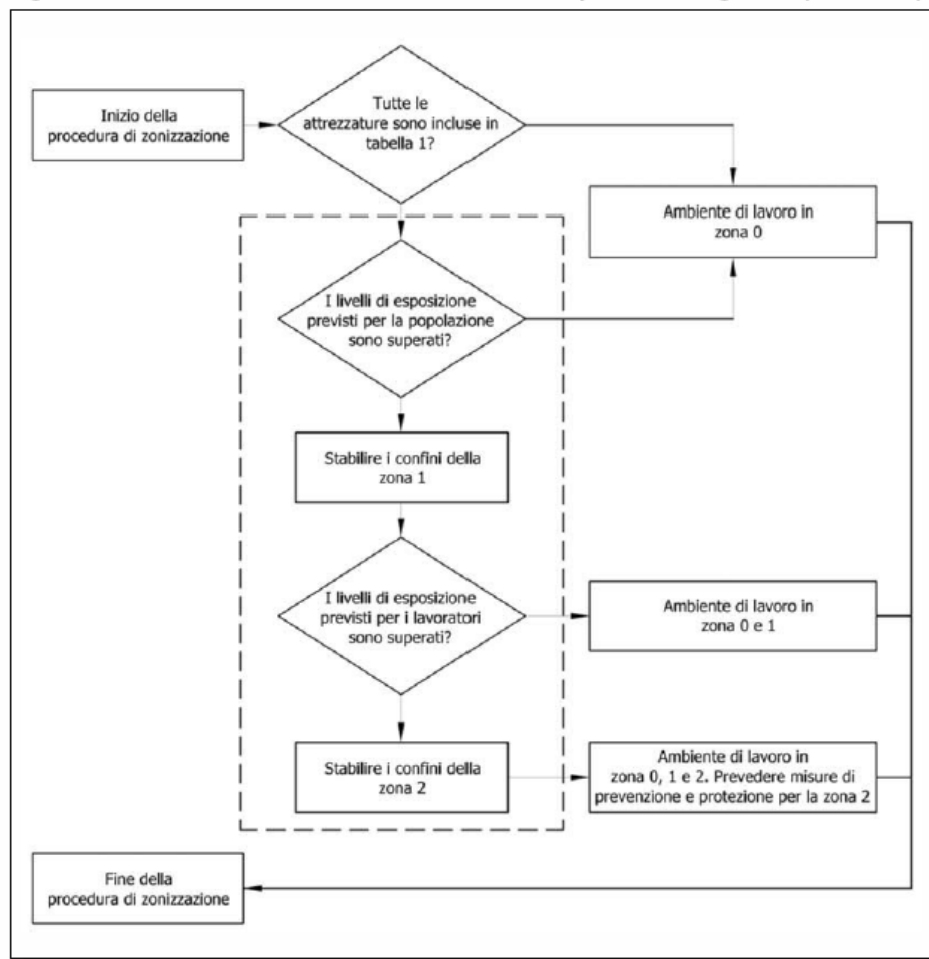 Inizio della
procedura di zonizzazione
Tutte le
attrezzature sono incluse in
tabella 1?
Ambiente di lavoro in
zona 0
I livelli di esposizione
previsti per la popolazione
sono superati?
Stabilire i confini della
zona 1
I livelli di esposizione
previsti per i lavoratori
sono superati?
Ambiente di lavoro in
zona 0 e 1
Stabilire i confini della
zona 2
Ambiente di lavoro in
zona 0, 1 e 2. Prevedere misure di
prevenzione e protezione per la zona 2
Fine della
procedura di zonizzazione